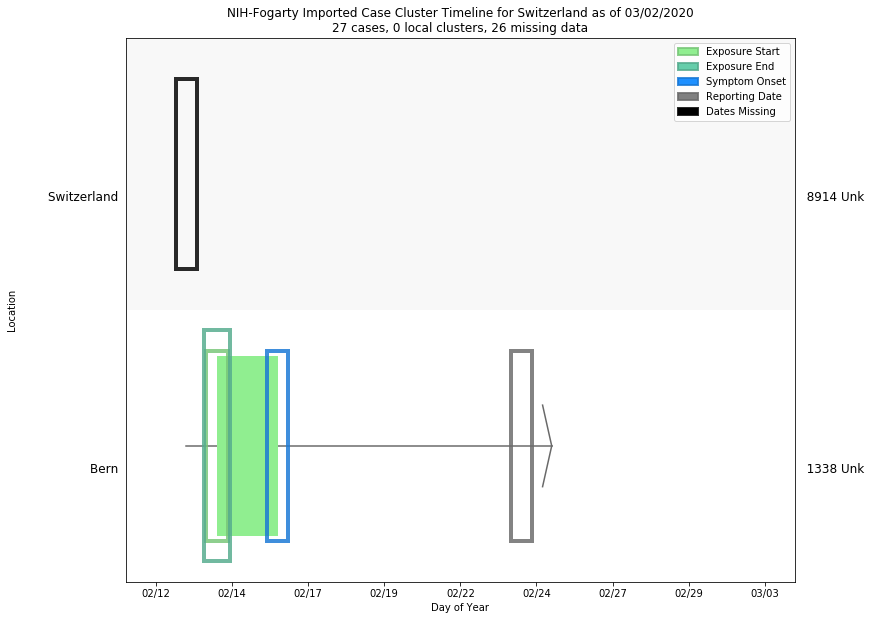 NIH-Fogarty Imported Case Cluster Timeline for Switzerland as of 03/02/2020
27 cases, 0 local clusters, 26 missing data
Exposure Start
Exposure End
Symptom Onset
Reporting Date
Dates Missing
Switzerland
8914 Unk
Location
Bern
1338 Unk
02/12 02/14 02/17 02/19 02/22 02/24 02/27 02/29 03/03
Day of Year